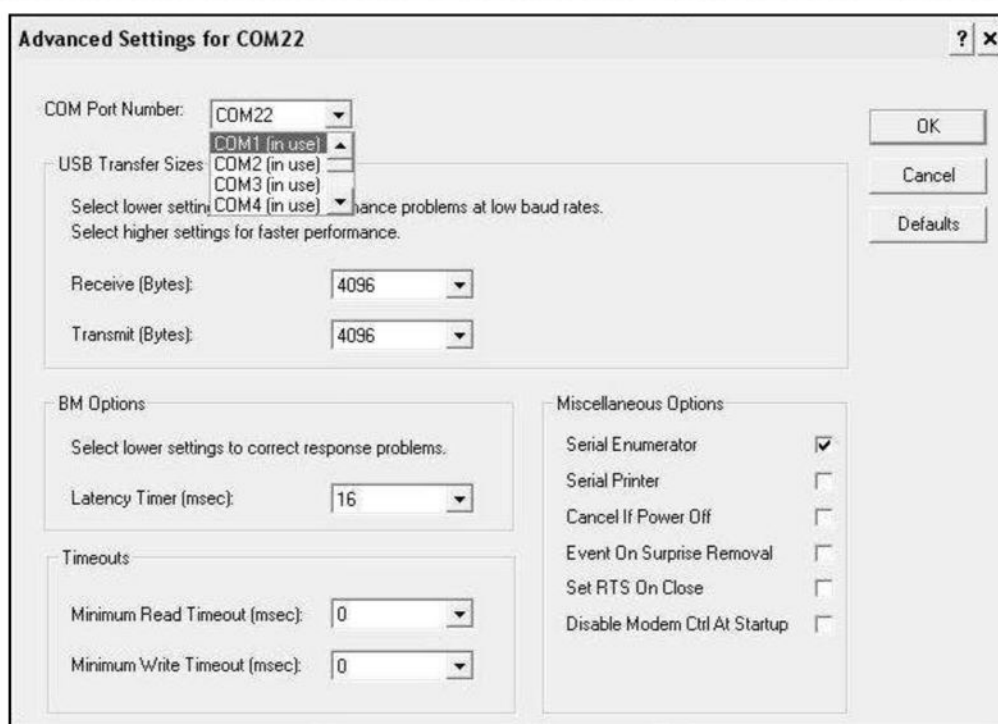 Advanced Settings for COM22
? ×
COM Port Number:
COM22
COM1 (in use)
COM2 (in use)
COM3 (in use)
COM4 (in use)
OK
Cancel
Defaults
USB Transfer Sizes
Select lower mance problems at low baud rates.
Select higher settings for faster performance.
Receive (Bytes):
4096
Transmit (Bytes):
4096
BM Options
Select lower settings to correct response problems.
Latency Timer (msec):
16
Timeouts
Minimum Read Timeout (msec):
0
Minimum Write Timeout (msec):
0
Miscellaneous Options
Serial Enumerator
Serial Printer
Cancel If Power Off
Event On Surprise Removal
Set RTS On Close
Disable Modem Ctrl At Startup